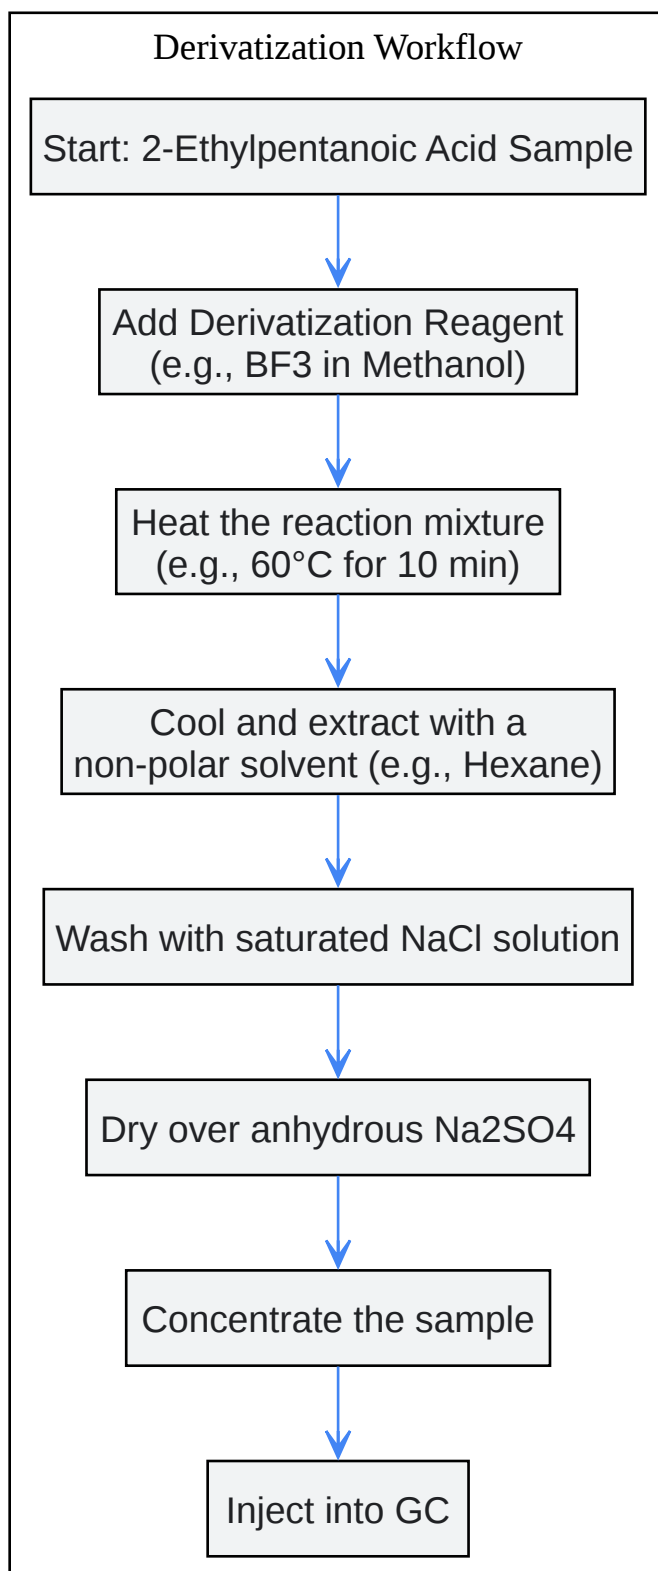 Derivatization Workflow
Start: 2-Ethylpentanoic Acid Sample
Add Derivatization Reagent
(e.g., BF3 in Methanol)
Heat the reaction mixture
(e.g., 60°C for 10 min)
Cool and extract with a
non-polar solvent (e.g., Hexane)
Wash with saturated NaCl solution
Dry over anhydrous Na2SO4
Concentrate the sample
Inject into GC